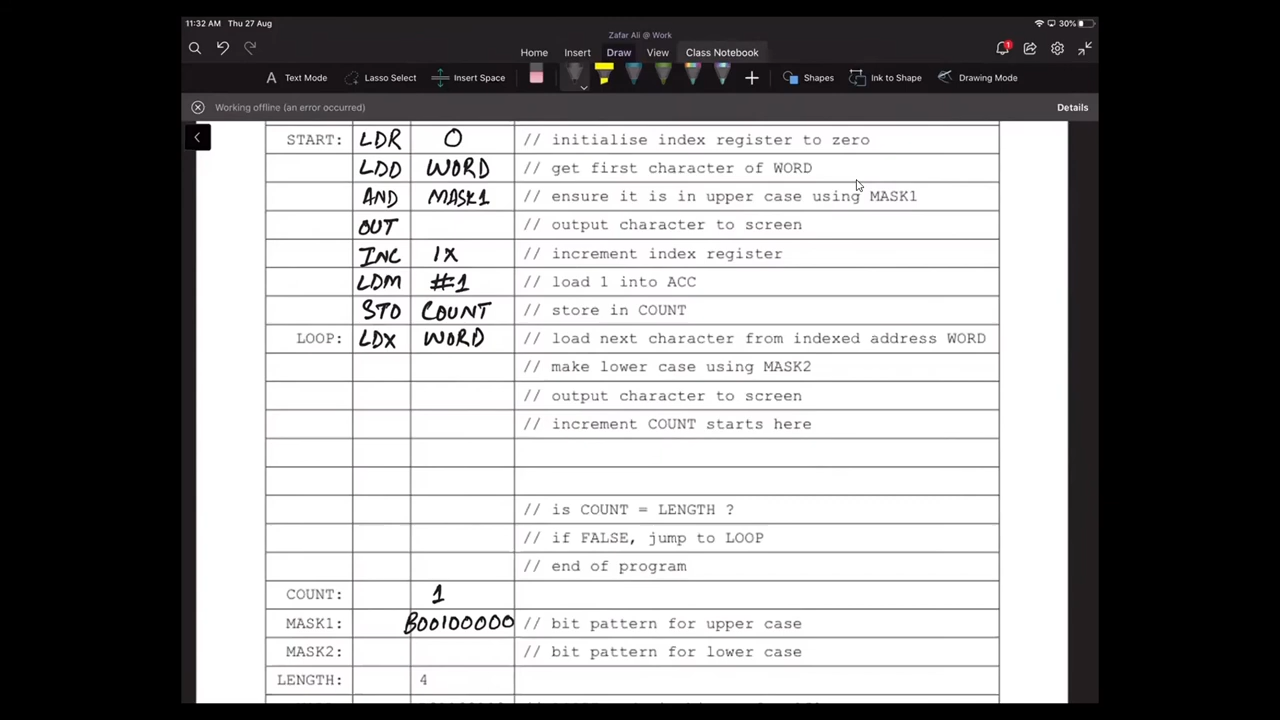 11:32 AM Thu 27 Aug
30%
Zafar Ali @ Work
Home Insert Draw View Class Notebook
1
Text Mode Lasso Select Insert Space Shapes Ink to Shape Drawing Mode
Working offline (an error occurred) Details
START: LDR 0 // initialise index register to zero
LDD WORD // get first character of WORD
AND MASK1 // ensure it is in upper case using MASK1
OUT // output character to screen
INC IX // increment index register
LDM #1 // load 1 into ACC
STO COUNT // store in COUNT
LOOP: LDX WORD // load next character from indexed address WORD
// make lower case using MASK2
// output character to screen
// increment COUNT starts here
// is COUNT = LENGTH ?
// if FALSE, jump to LOOP
// end of program
COUNT: 1
MASK1: B00100000 // bit pattern for upper case
MASK2: // bit pattern for lower case
LENGTH: 4